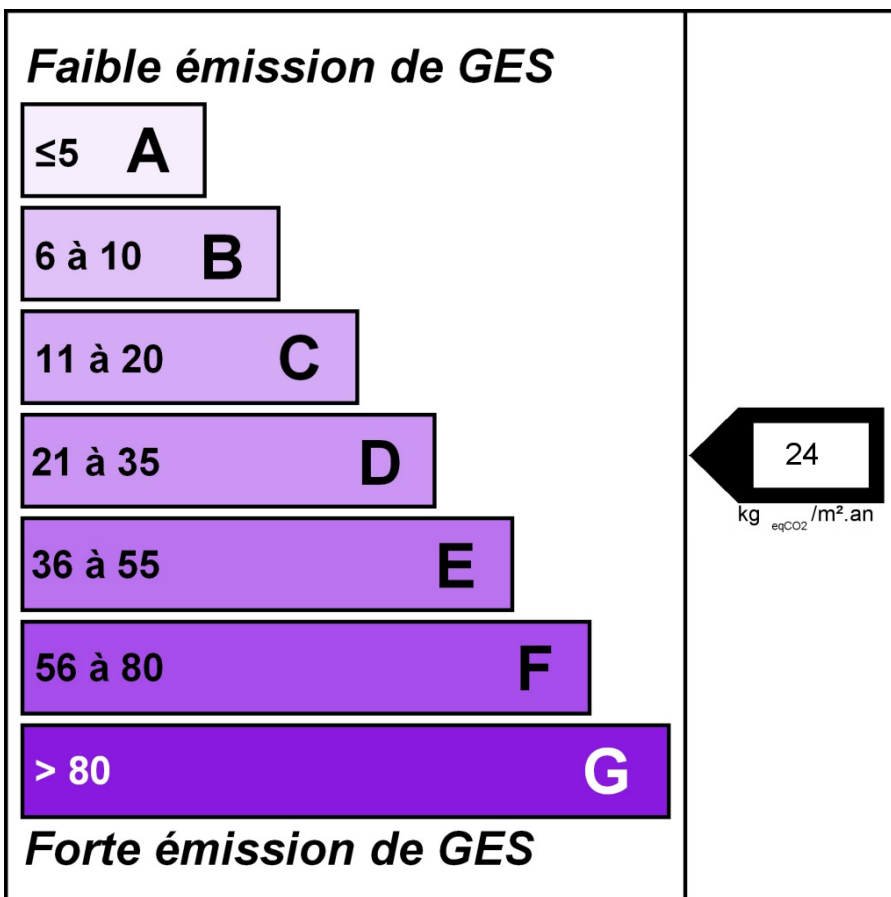 Faible émission de GES
≤5 A
6 à 10 B
11 à 20 C
21 à 35 D
36 à 55 E
56 à 80 F
> 80 G
Forte émission de GES
24
kg eqCO2 /m².an